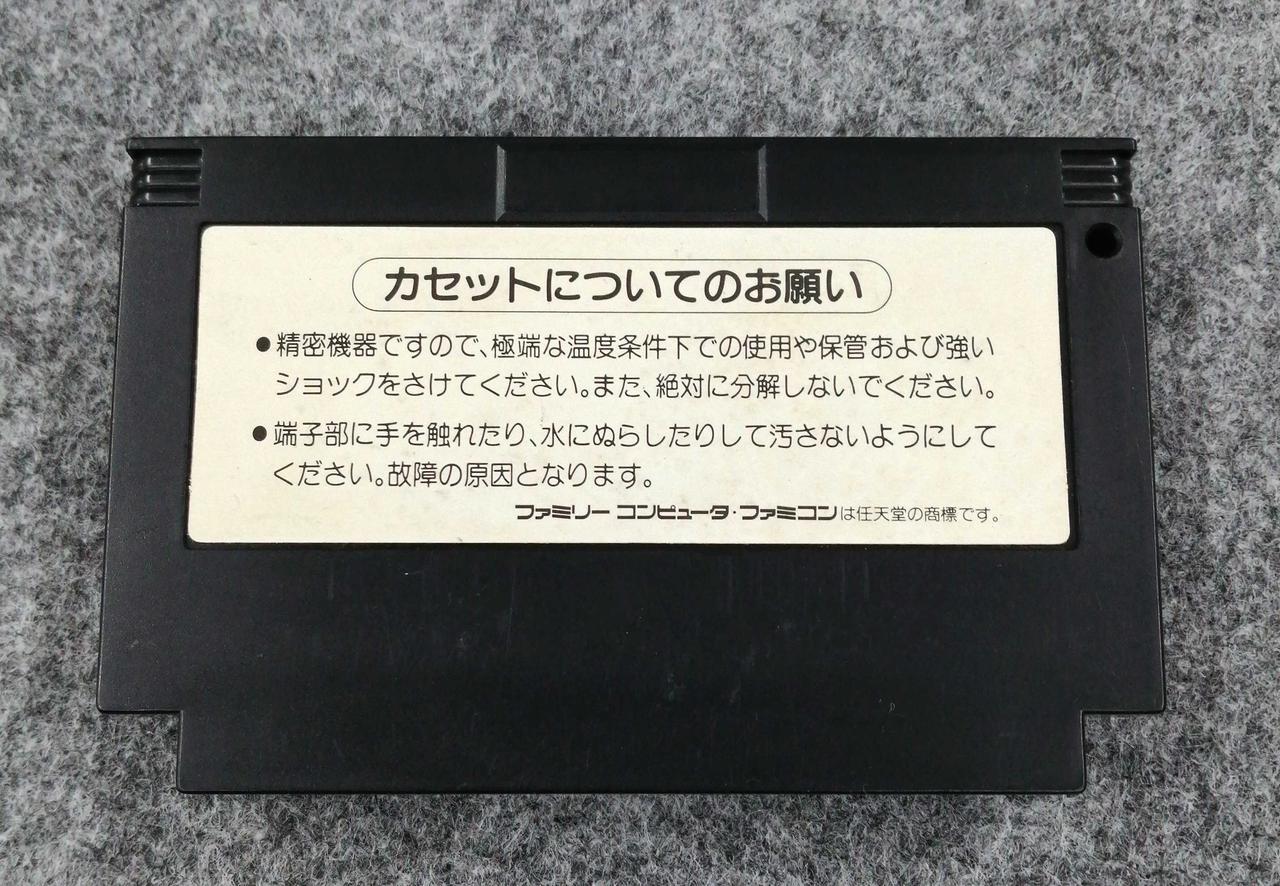 カセットについてのお願い
●精密機器ですので、極端な温度条件下での使用や保管および強い
ショックをさけてください。また、絶対に分解しないでください。
●端子部に手を触れたり、水にぬらしたりして汚さないようにして
ください。故障の原因となります。
ファミリー コンピュータ・ファミコンは任天堂の商標です。